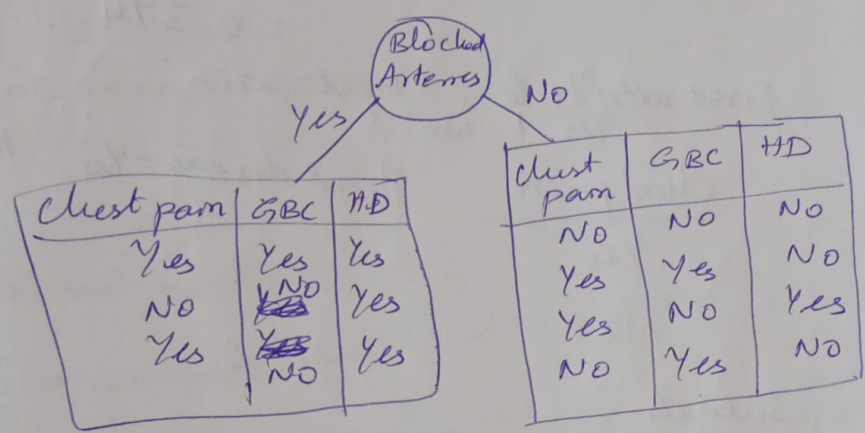 Blocked
Arteries
Yes
NO
Chest pain GBC HD
Yes Yes Yes
NO NO Yes
Yes NO Yes
Chest pain GBC HD
NO NO NO
Yes Yes NO
Yes NO Yes
NO Yes NO